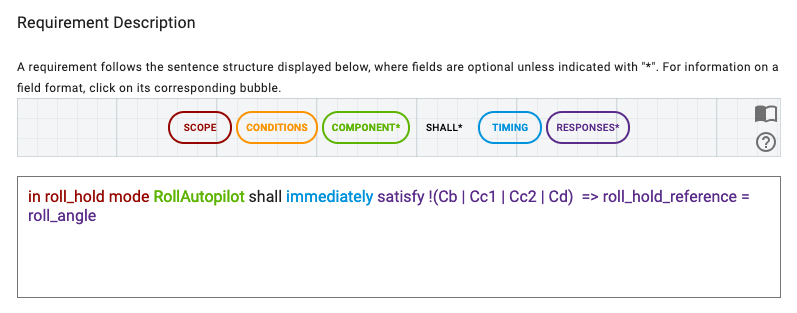 Requirement Description
A requirement follows the sentence structure displayed below, where fields are optional unless indicated with "*". For information on a
field format, click on its corresponding bubble.
SCOPE CONDITIONS COMPONENT* SHALL* TIMING RESPONSES*
in roll_hold mode RollAutopilot shall immediately satisfy !(Cb | Cc1 | Cc2 | Cd)  => roll_hold_reference =
roll_angle